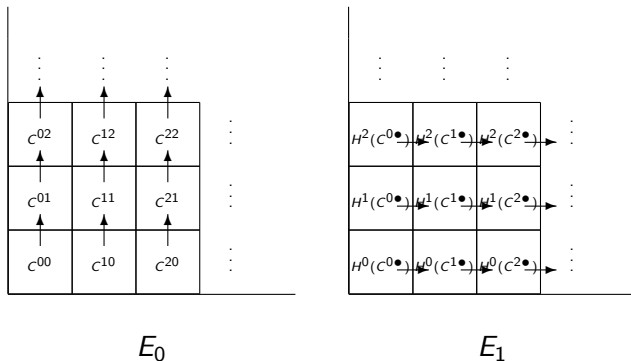 C^{02} C^{12} C^{22}
C^{01} C^{11} C^{21}
C^{00} C^{10} C^{20}
E_0
H^2(C^{0•}) H^2(C^{1•}) H^2(C^{2•})
H^1(C^{0•}) H^1(C^{1•}) H^1(C^{2•})
H^0(C^{0•}) H^0(C^{1•}) H^0(C^{2•})
E_1